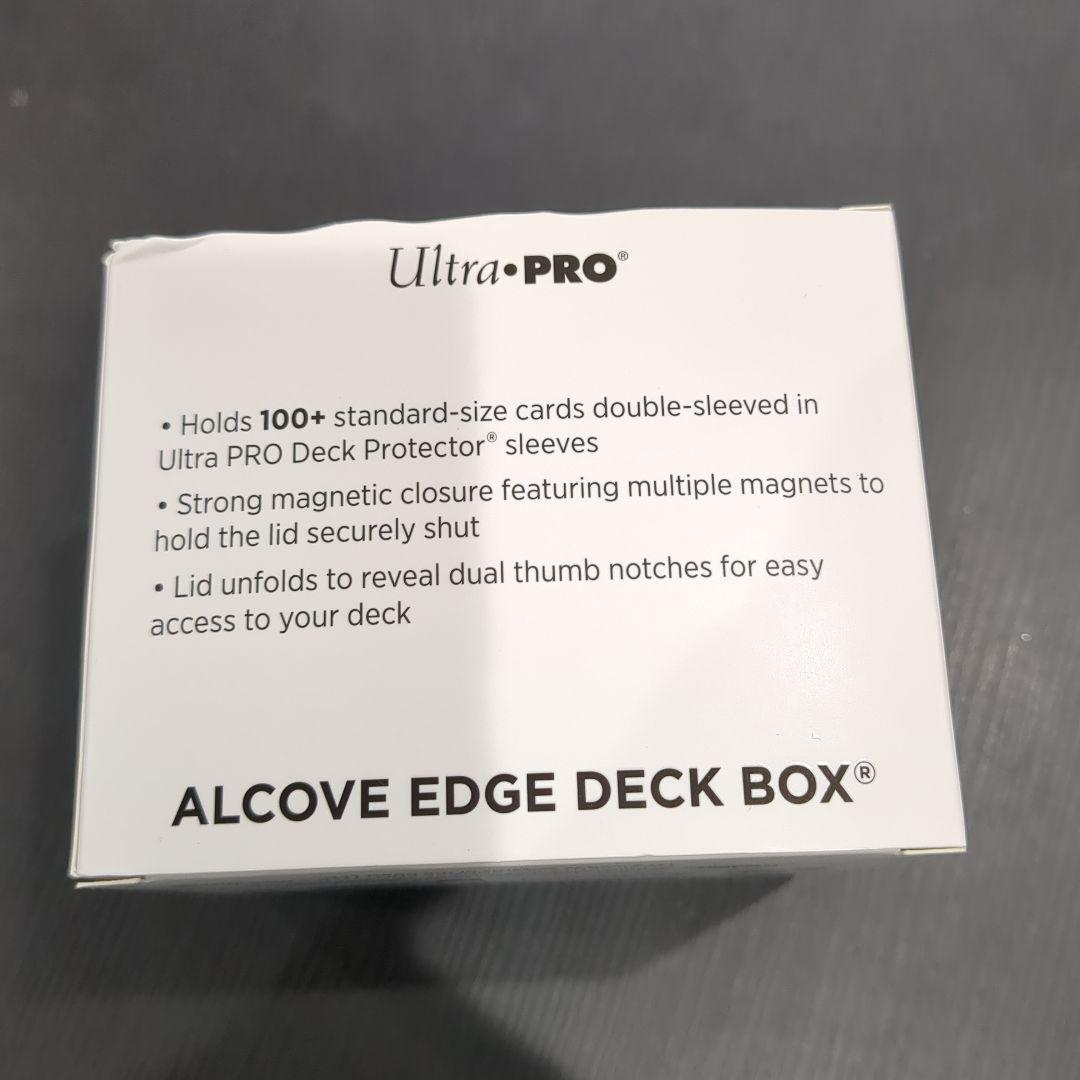 Ultra•PRO®
• Holds 100+ standard-size cards double-sleeved in
Ultra PRO Deck Protector® sleeves
• Strong magnetic closure featuring multiple magnets to
hold the lid securely shut
• Lid unfolds to reveal dual thumb notches for easy
access to your deck
ALCOVE EDGE DECK BOX®